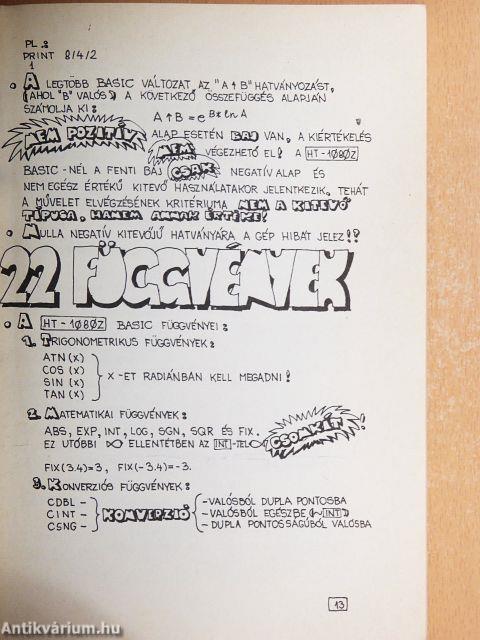 PL.:
PRINT 8/4/2
1
• A LEGTÖBB BASIC VÁLTOZAT AZ "A↑B" HATVÁNYOZÁST,
(AHOL "B" VALÓS) A KÖVETKEZŐ ÖSSZEFÜGGÉS ALAPJÁN
SZÁMOLJA KI:
A↑B = e^B*ln A
NEM POZITÍV ALAP ESETÉN BAJ VAN, A KIÉRTÉKELÉS
NEM VÉGEZHETŐ EL! A HT-1080Z
BASIC-NÉL A FENTI BAJ CSAK NEGATÍV ALAP ÉS
NEM EGÉSZ ÉRTÉKŰ KITEVŐ HASZNÁLATAKOR JELENTKEZIK. TEHÁT
A MŰVELET ELVÉGZÉSÉNEK KRITÉRIUMA NEM A KITEVŐ
TÍPUSA, HANEM ANNAK ÉRTÉKE!
• NULLA NEGATÍV KITEVŐJŰ HATVÁNYÁRA A GÉP HIBÁT JELEZ!?
22 FÜGGVÉNYEK
• A HT-1080Z BASIC FÜGGVÉNYEI:
1. TRIGONOMETRIKUS FÜGGVÉNYEK:
ATN(X)
COS(X)
SIN(X)
TAN(X)
X-ET RADIÁNBAN KELL MEGADNI!
2. MATEMATIKAI FÜGGVÉNYEK:
ABS, EXP, INT, LOG, SGN, SQR ÉS FIX.
EZ UTÓBBI ELLENTÉTBEN AZ INT-TEL CSONKÍT!
FIX(3.4)=3, FIX(-3.4)=-3.
3. KONVERZIÓS FÜGGVÉNYEK:
CDBL - KONVERZIÓ - VALÓSBÓL DUPLA PONTOSBA
CINT - VALÓSBÓL EGÉSZBE (~INT)
CSNG - DUPLA PONTOSSÁGÚBÓL VALÓSBA
13
Antikvárium.hu